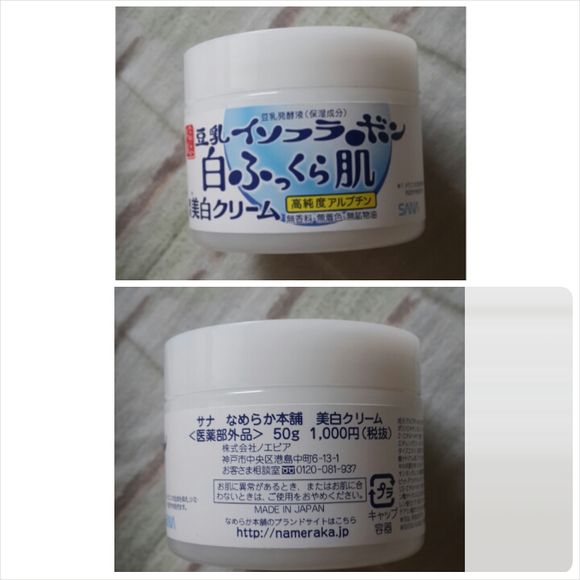 豆乳発酵液(保湿成分)
豆乳イソフラボン
白ふっくら肌
美白クリーム
高純度アルブチン
無香料・無着色・無鉱物油
SANA
サナ なめらか本舗 美白クリーム
<医薬部外品> 50g 1,000円(税抜)
株式会社ノエビア
神戸市中央区港島中町6-13-1
お客さま相談室 0120-081-937
お肌に異常があるとき、またはお肌に合
わないときは、ご使用をおやめください。
MADE IN JAPAN
なめらか本舗のブランドサイトはこちら
http://nameraka.jp/
プラ
キャップ
容器